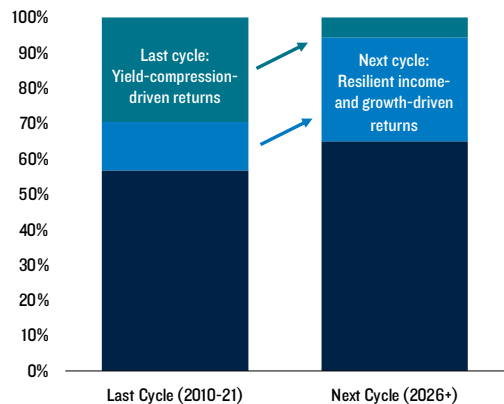 100%
90%
80%
70%
60%
50%
40%
30%
20%
10%
0%
Last cycle:
Yield-compression-
driven returns
Next cycle:
Resilient income-
and growth-driven
returns
Last Cycle (2010-21)
Next Cycle (2026+)